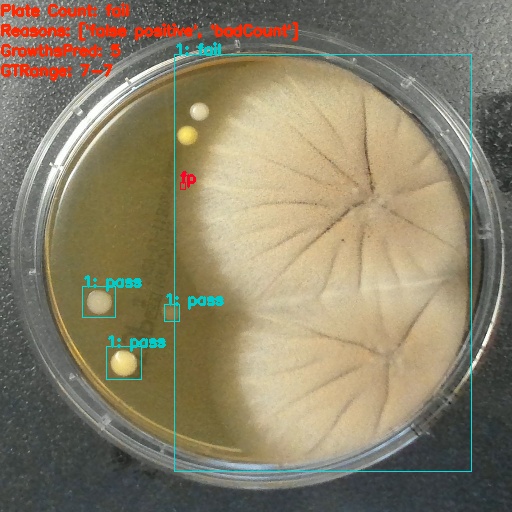 Plate Count: fail
Reasons: ['false positive', 'badCount']
GrowthsPred: 5
GTRange: 7-7
1: fail
fp
1: pass
1: pass
1: pass